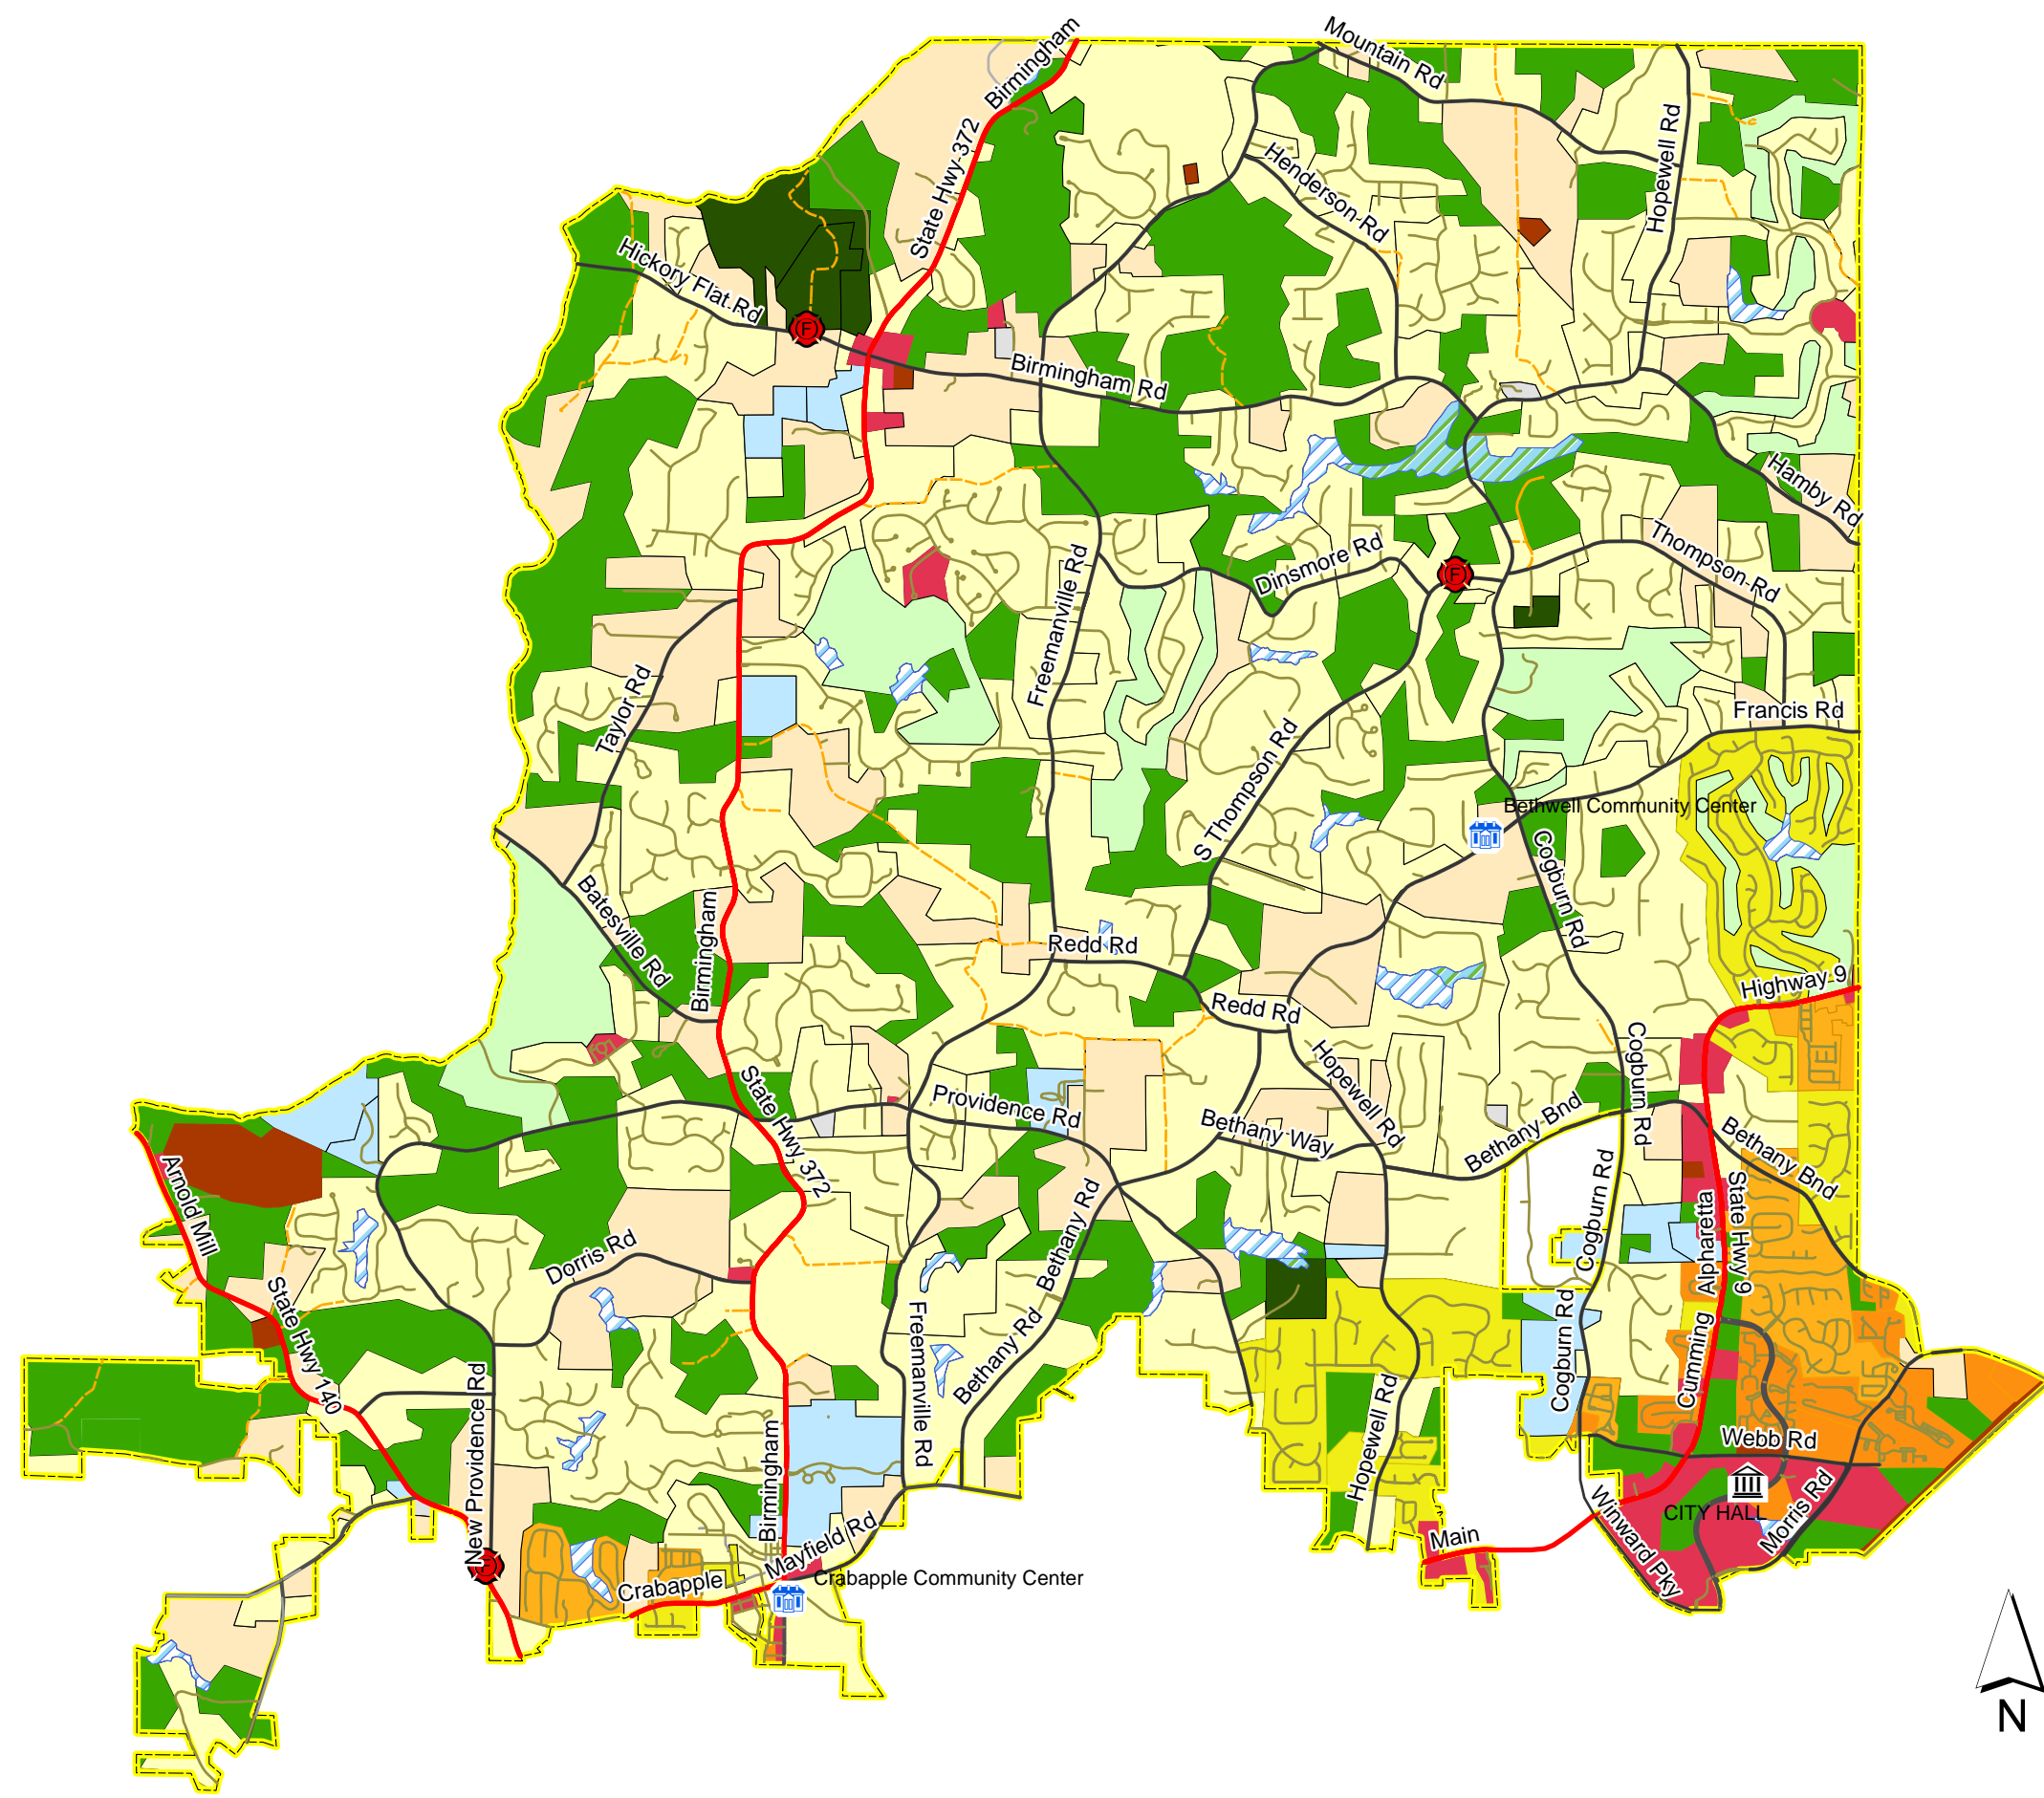 Birmingham
Mountain Rd
State Hwy 372
Henderson Rd
Hopewell Rd
Hickory Flat Rd
F
Birmingham Rd
Hamby Rd
Thompson Rd
Dinsmore Rd
F
Freemanville Rd
Taylor Rd
Francis Rd
S Thompson Rd
Bethwell Community Center
Cogburn Rd
Batesville Rd
Birmingham
Redd Rd
Redd Rd
Highway 9
Hopewell Rd
Cogburn Rd
State Hwy 372
Providence Rd
Bethany Way
Bethany Bnd
Bethany Bnd
Arnold Mill
Cogburn Rd
Alpharetta
State Hwy 9
Dorris Rd
Bethany Rd
State Hwy 140
Freemanville Rd
Bethany Rd
Cogburn Rd
Cumming
New Providence Rd
Birmingham
Hopewell Rd
Webb Rd
CITY HALL
Morris Rd
Winward Pky
Main
Mayfield Rd
Crabapple
Crabapple Community Center
N